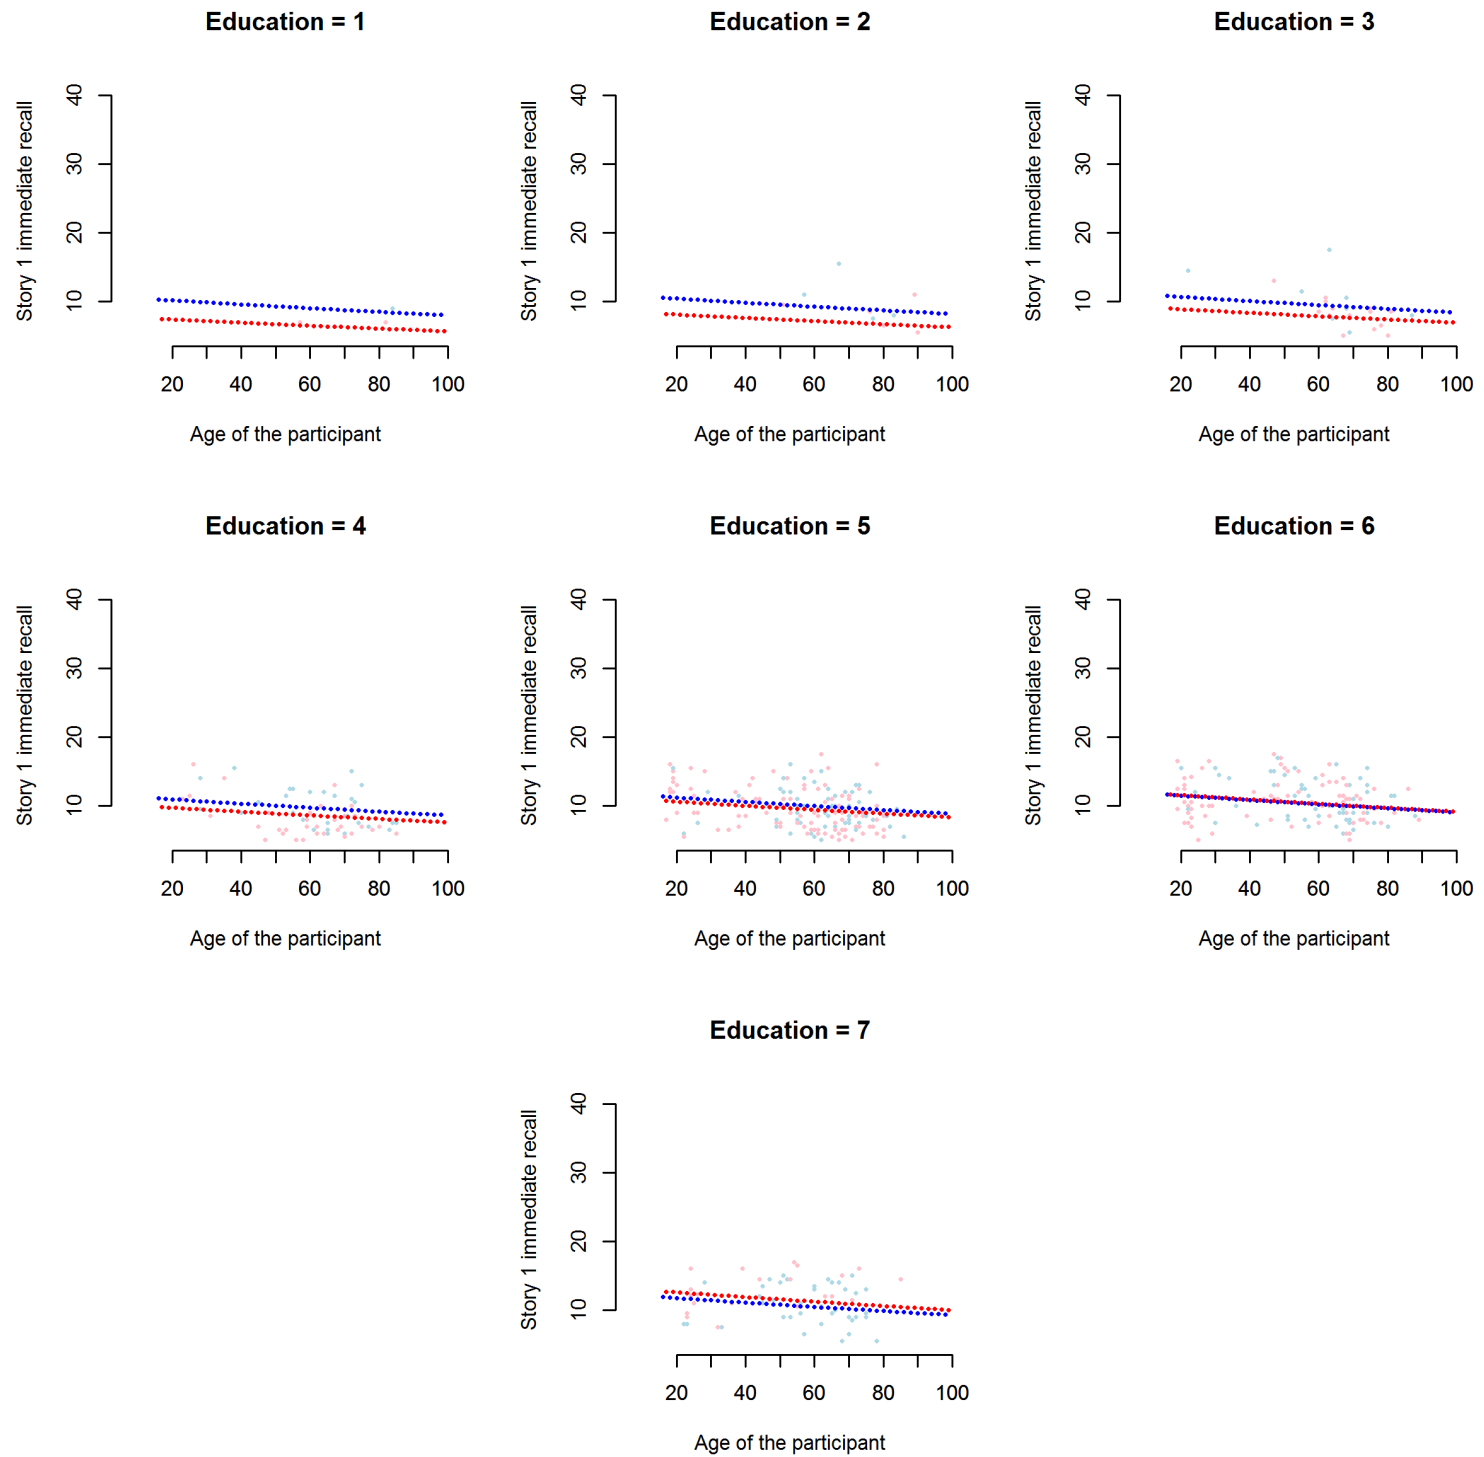 Education = 1
Story 1 immediate recall
40
30
20
10
20 40 60 80 100
Age of the participant
Education = 2
Story 1 immediate recall
40
30
20
10
20 40 60 80 100
Age of the participant
Education = 3
Story 1 immediate recall
40
30
20
10
20 40 60 80 100
Age of the participant
Education = 4
Story 1 immediate recall
40
30
20
10
20 40 60 80 100
Age of the participant
Education = 5
Story 1 immediate recall
40
30
20
10
20 40 60 80 100
Age of the participant
Education = 6
Story 1 immediate recall
40
30
20
10
20 40 60 80 100
Age of the participant
Education = 7
Story 1 immediate recall
40
30
20
10
20 40 60 80 100
Age of the participant